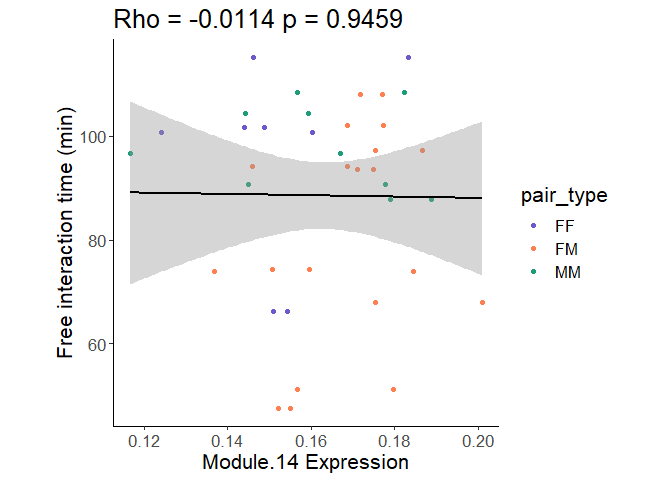 Rho = -0.0114 p = 0.9459
Free interaction time (min)
100
80
60
0.12 0.14 0.16 0.18 0.20
Module.14 Expression
pair_type
FF
FM
MM